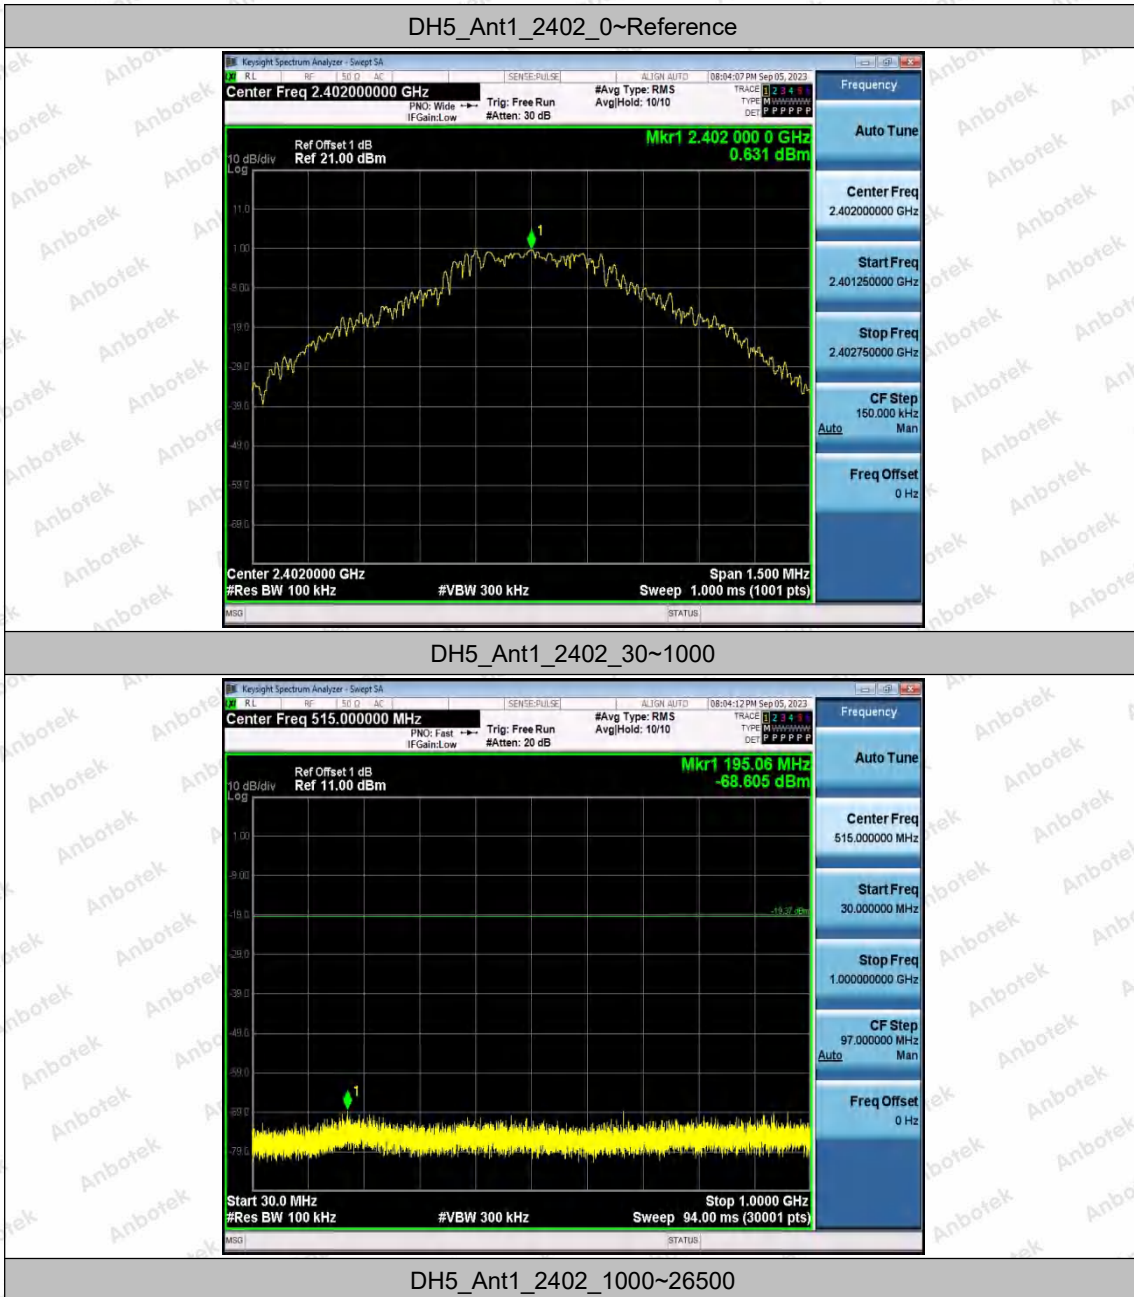 DH5_Ant1_2402_0~Reference
Keysight Spectrum Analyzer - Swept SA
RL RF 50 Ω AC SENSE:PULSE ALIGN AUTO 08:04:07 PM Sep 05, 2023
Center Freq 2.402000000 GHz
PNO: Wide
IFGain:Low
Trig: Free Run
#Atten: 30 dB
#Avg Type: RMS
Avg|Hold: 10/10
TRACE 1 2 3 4 5 6
TYPE M WWWWW
DET P P P P P P
Frequency
Mkr1 2.402 000 0 GHz
0.631 dBm
Ref Offset 1 dB
10 dB/div Ref 21.00 dBm
Log
11.0
1.00
-9.00
-19.0
-29.0
-39.0
-49.0
-59.0
-69.0
1
Auto Tune
Center Freq
2.402000000 GHz
Start Freq
2.401250000 GHz
Stop Freq
2.402750000 GHz
CF Step
150.000 kHz
Auto Man
Freq Offset
0 Hz
Center 2.4020000 GHz Span 1.500 MHz
#Res BW 100 kHz #VBW 300 kHz Sweep 1.000 ms (1001 pts)
MSG STATUS
DH5_Ant1_2402_30~1000
Keysight Spectrum Analyzer - Swept SA
RL RF 50 Ω AC SENSE:PULSE ALIGN AUTO 08:04:12 PM Sep 05, 2023
Center Freq 515.000000 MHz
PNO: Fast
IFGain:Low
Trig: Free Run
#Atten: 20 dB
#Avg Type: RMS
Avg|Hold: 10/10
TRACE 1 2 3 4 5 6
TYPE M WWWWW
DET P P P P P P
Frequency
Mkr1 195.06 MHz
-68.605 dBm
Ref Offset 1 dB
10 dB/div Ref 11.00 dBm
Log
1.00
-9.00
-19.0
-29.0
-39.0
-49.0
-59.0
-69.0
-79.0
-19.37 dBm
1
Auto Tune
Center Freq
515.000000 MHz
Start Freq
30.000000 MHz
Stop Freq
1.000000000 GHz
CF Step
97.000000 MHz
Auto Man
Freq Offset
0 Hz
Start 30.0 MHz Stop 1.0000 GHz
#Res BW 100 kHz #VBW 300 kHz Sweep 94.00 ms (30001 pts)
MSG STATUS
DH5_Ant1_2402_1000~26500
Anbotek